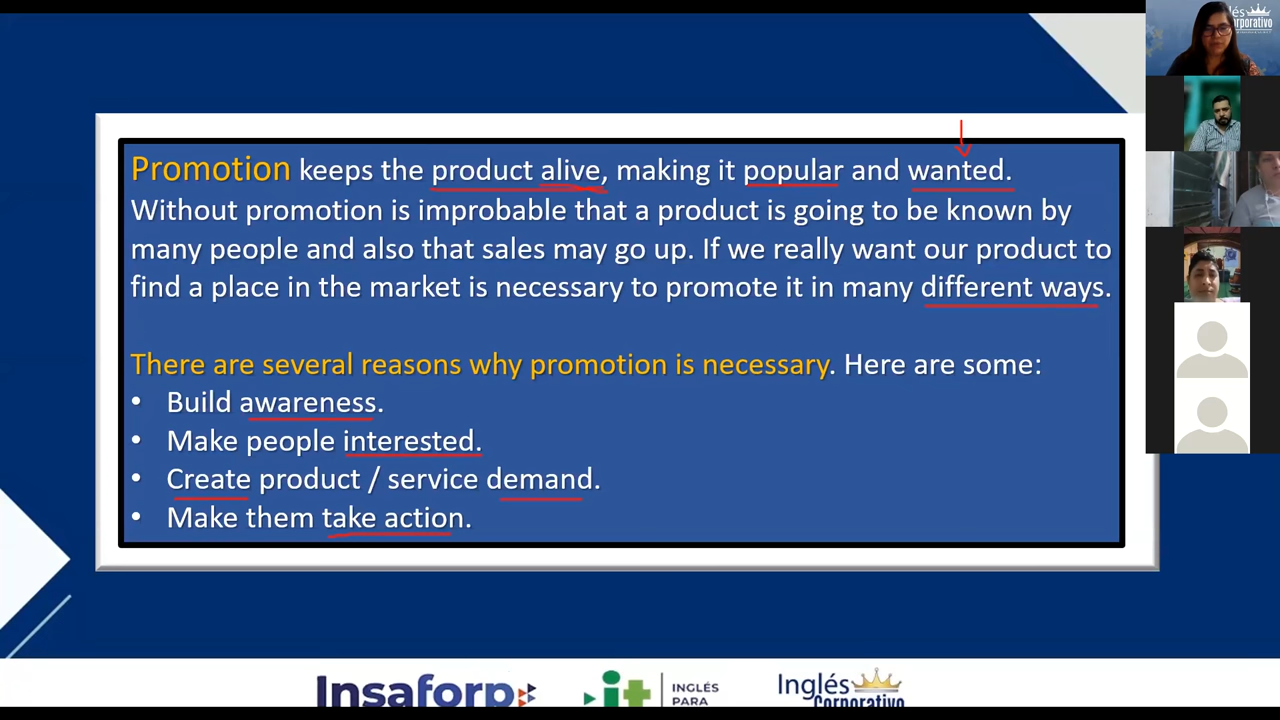 Promotion keeps the product alive, making it popular and wanted.
Without promotion is improbable that a product is going to be known by
many people and also that sales may go up. If we really want our product to
find a place in the market is necessary to promote it in many different ways.
There are several reasons why promotion is necessary. Here are some:
• Build awareness.
• Make people interested.
• Create product / service demand.
• Make them take action.
Insaforp
it
INGLÉS
PARA
Inglés
Corporativo